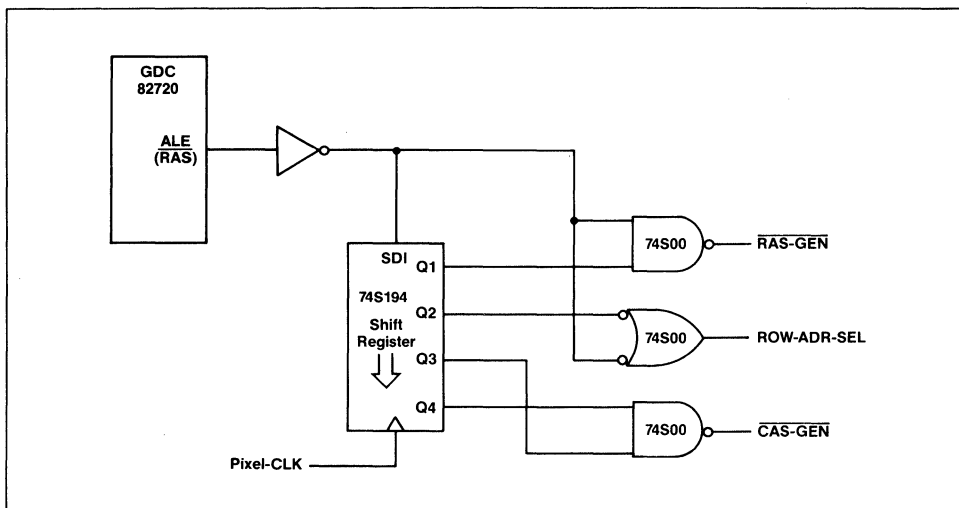 GDC
82720
ALE
(RAS)
SDI
Q1
74S194
Q2
Shift
Register
Q3
Q4
Pixel-CLK
74S00
RAS-GEN
74S00
ROW-ADR-SEL
74S00
CAS-GEN